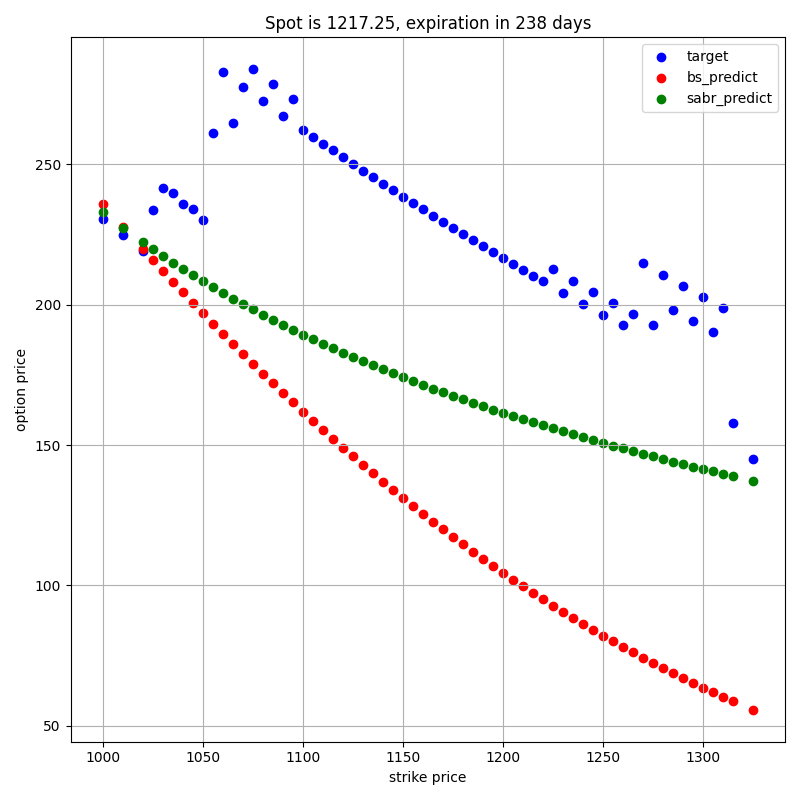 Spot is 1217.25, expiration in 238 days
target
bs_predict
sabr_predict
option price
250
200
150
100
50
1000 1050 1100 1150 1200 1250 1300
strike price